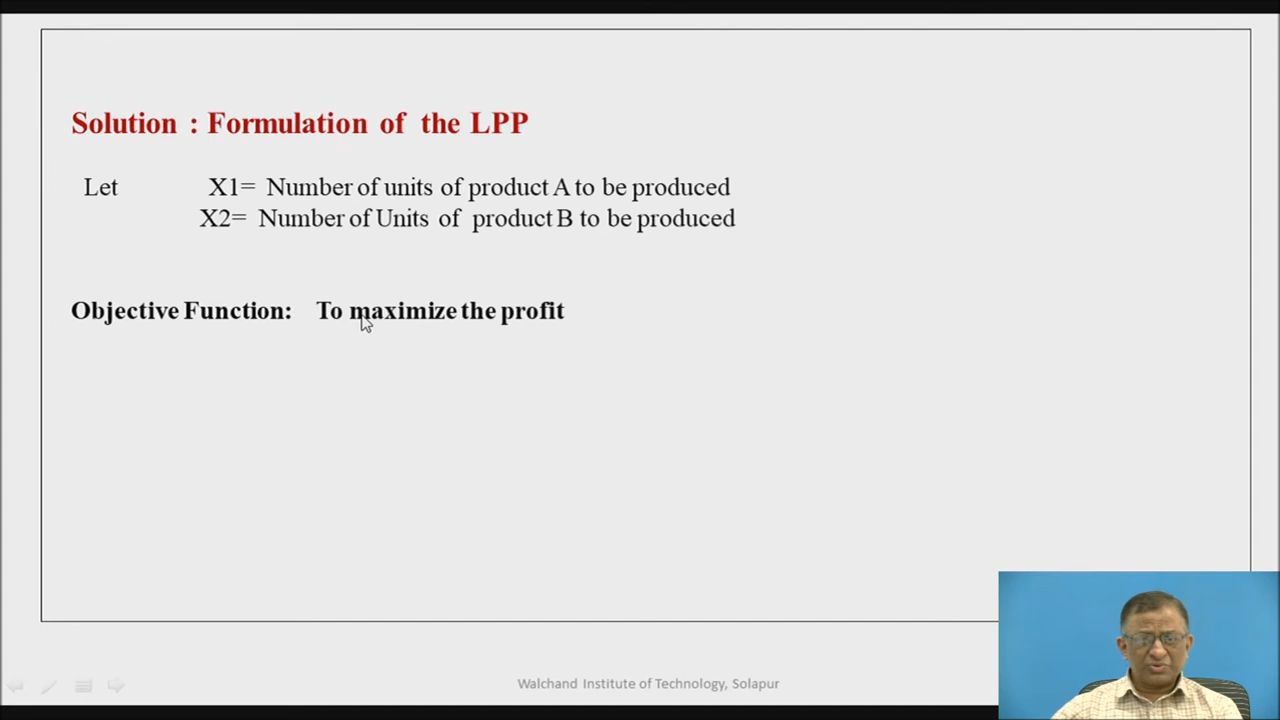 Solution : Formulation of the LPP
Let X1= Number of units of product A to be produced
X2= Number of Units of product B to be produced
Objective Function: To maximize the profit
Walchand Institute of Technology, Solapur